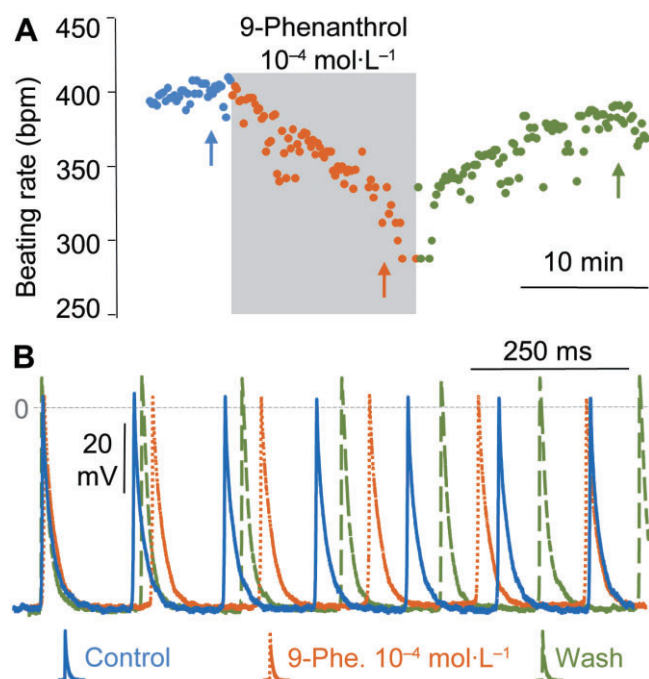 A
9-Phenanthrol
10⁻⁴ mol·L⁻¹
Beating rate (bpm)
450
400
350
300
250
10 min
B
250 ms
0
20
mV
Control
9-Phe. 10⁻⁴ mol·L⁻¹
Wash